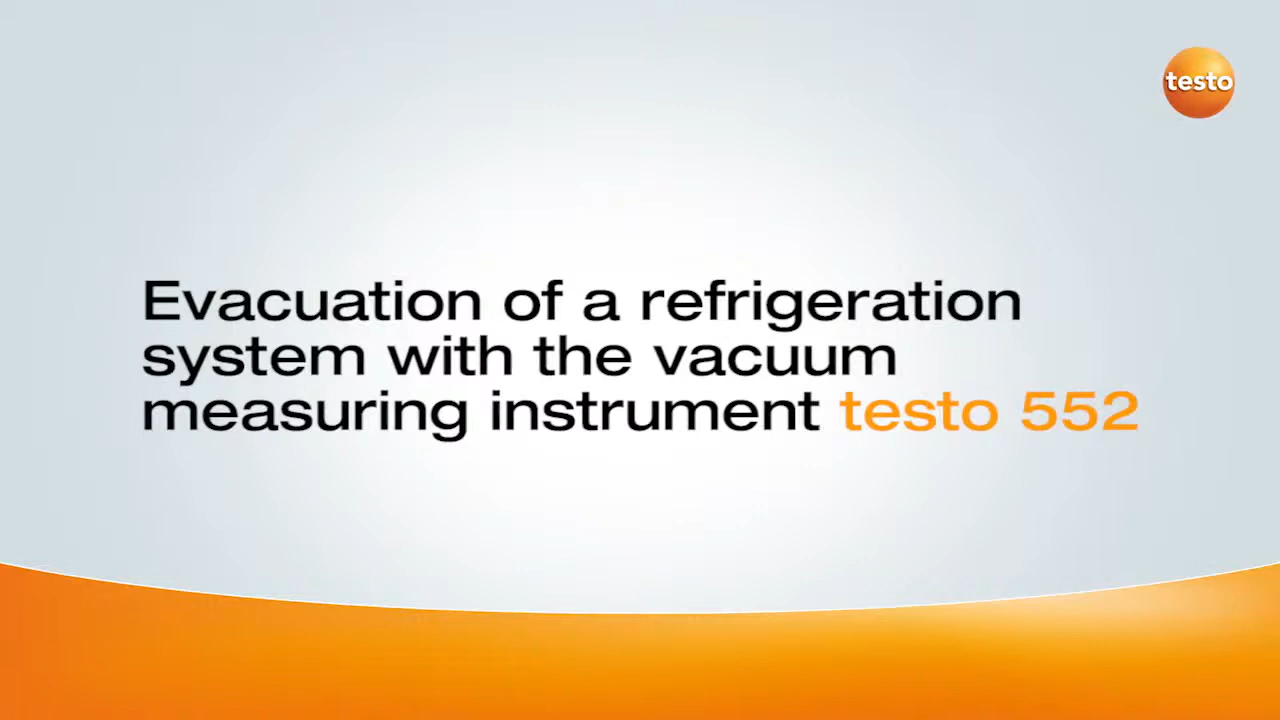 testo
Evacuation of a refrigeration
system with the vacuum
measuring instrument testo 552